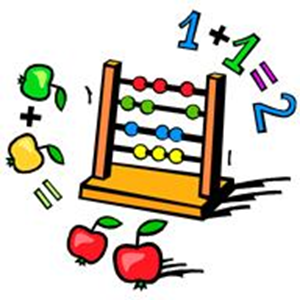 1+1=2
+
=